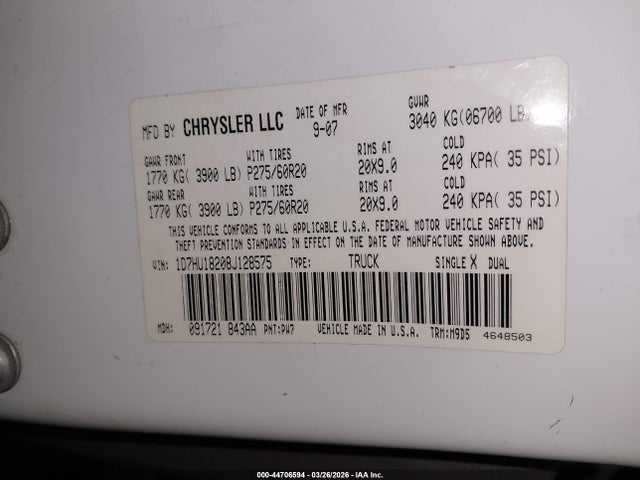 MFD BY CHRYSLER LLC DATE OF MFR 9-07 GVWR 3040 KG(06700 LB
GAWR FRONT WITH TIRES RIMS AT COLD
1770 KG( 3900 LB) P275/60R20 20X9.0 240 KPA( 35 PSI)
GAWR REAR WITH TIRES RIMS AT COLD
1770 KG( 3900 LB) P275/60R20 20X9.0 240 KPA( 35 PSI)
THIS VEHICLE CONFORMS TO ALL APPLICABLE U.S.A. FEDERAL MOTOR VEHICLE SAFETY AND
THEFT PREVENTION STANDARDS IN EFFECT ON THE DATE OF MANUFACTURE SHOWN ABOVE.
VIN: 1D7HU18208J128575 TYPE: TRUCK SINGLE X DUAL
MDH: 091721 843AA PNT:PW7 VEHICLE MADE IN U.S.A. TRM:M9D5 4648503
000-44706594 - 03/26/2026 - IAA Inc.